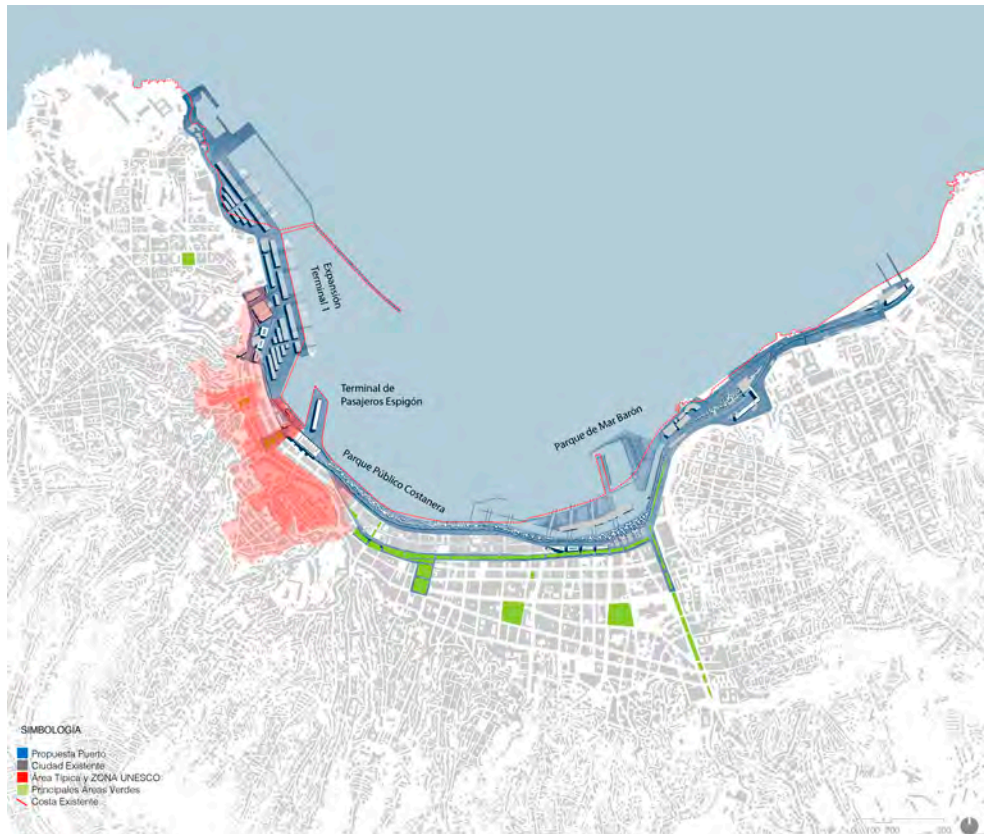 Expansión
Terminal 1
Terminal de
Pasajeros Espigón
Parque de Mar Barón
Parque Público Costanera
SIMBOLOGÍA
Propuesta Puerto
Ciudad Existente
Área Típica y ZONA UNESCO
Principales Áreas Verdes
Costa Existente